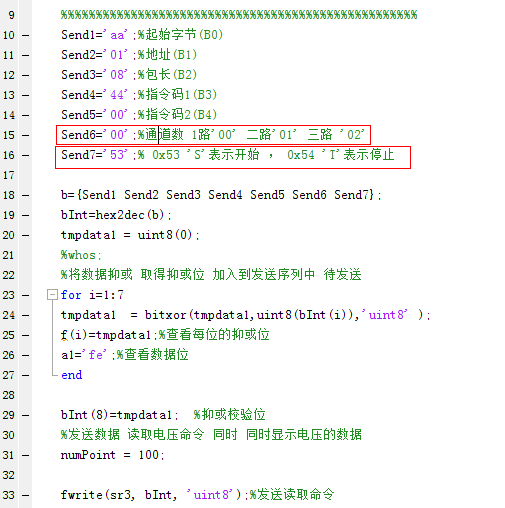 9 %%%%%%%%%%%%%%%%%%%%%%%%%%%%%%%%%%%%%%%%%%%%%%%%%%%
10 — Send1='aa';%起始字节(B0)
11 — Send2='01';%地址(B1)
12 — Send3='08';%包长(B2)
13 — Send4='44';%指令码1(B3)
14 — Send5='00';%指令码2(B4)
15 — Send6='00';%通道数 1路'00' 二路'01' 三路 '02'
16 — Send7='53';% 0x53 'S'表示开始 , 0x54 'T'表示停止
17
18 — b={Send1 Send2 Send3 Send4 Send5 Send6 Send7};
19 — bInt=hex2dec(b);
20 — tmpdata1 = uint8(0);
21 %whos;
22 %将数据抑或 取得抑或位 加入到发送序列中 待发送
23 — for i=1:7
24 — tmpdata1 = bitxor(tmpdata1,uint8(bInt(i)),'uint8' );
25 — f(i)=tmpdata1;%查看每位的抑或位
26 — a1='fe';%查看数据位
27 — end
28
29 — bInt(8)=tmpdata1; %抑或校验位
30 %发送数据 读取电压命令 同时 同时显示电压的数据
31 — numPoint = 100;
32
33 — fwrite(sr3, bInt, 'uint8');%发送读取命令